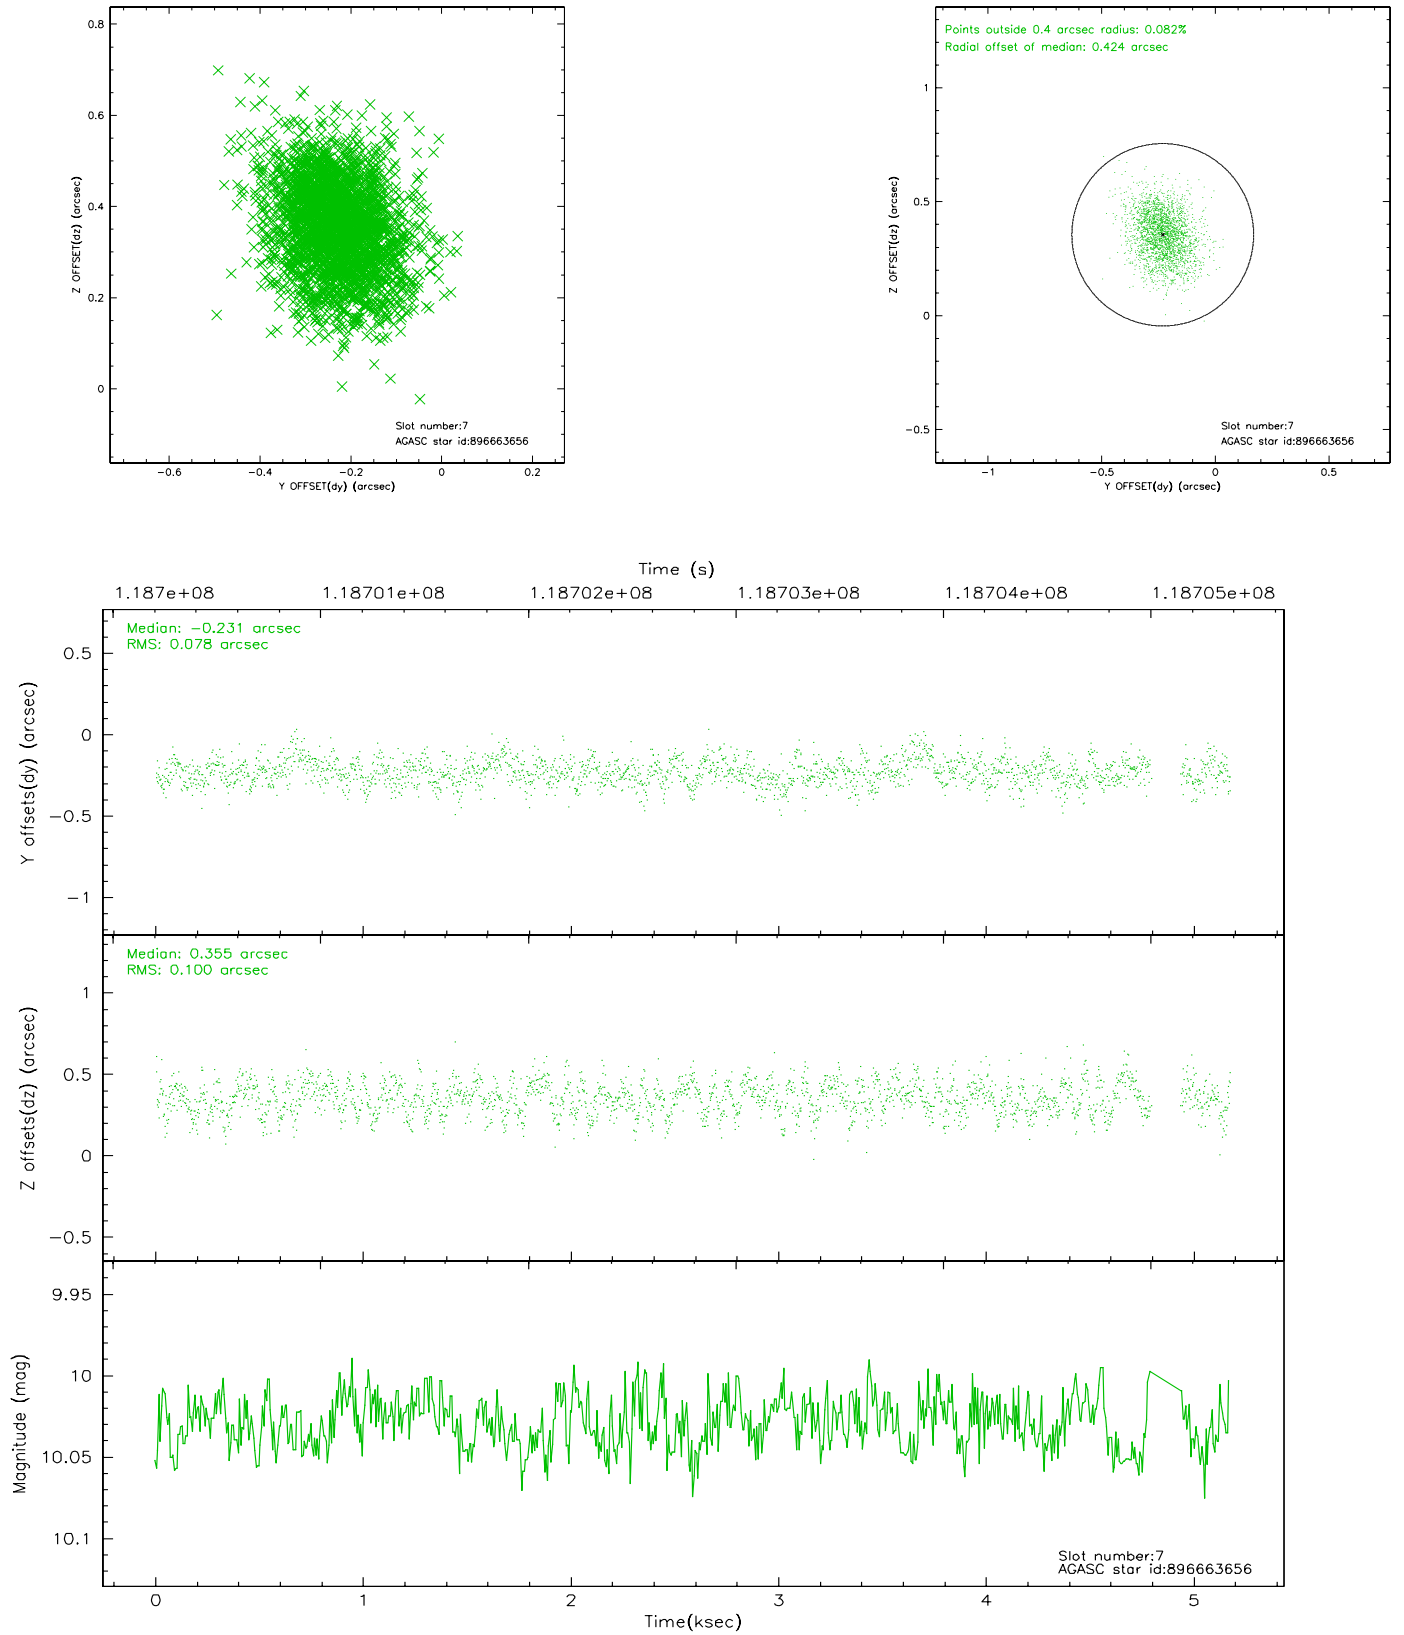 0.8
0.6
0.4
0.2
0
Z OFFSET(dz) (arcsec)
Slot number:7
AGASC star id:896663656
−0.6 −0.4 −0.2 0 0.2
Y OFFSET(dy) (arcsec)
Points outside 0.4 arcsec radius: 0.082%
Radial offset of median: 0.424 arcsec
1
0.5
0
−0.5
Z OFFSET(dz) (arcsec)
Slot number:7
AGASC star id:896663656
−1 −0.5 0 0.5
Y OFFSET(dy) (arcsec)
Time (s)
1.187e+08 1.18701e+08 1.18702e+08 1.18703e+08 1.18704e+08 1.18705e+08
Median: −0.231 arcsec
RMS: 0.078 arcsec
0.5
0
−0.5
−1
Y offsets(dy) (arcsec)
Median: 0.355 arcsec
RMS: 0.100 arcsec
1
0.5
0
−0.5
Z offsets(dz) (arcsec)
9.95
10
10.05
10.1
Magnitude (mag)
Slot number:7
AGASC star id:896663656
0 1 2 3 4 5
Time(ksec)